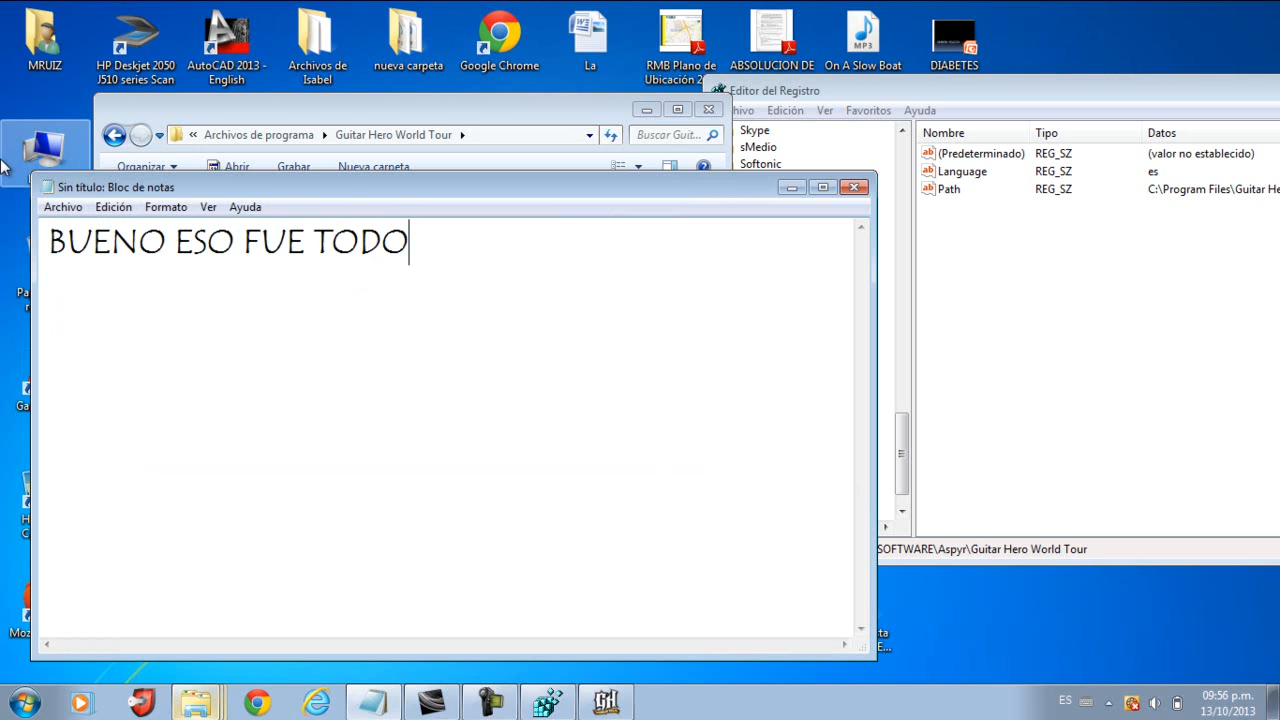 MRUIZ
HP Deskjet 2050
J510 series Scan
AutoCAD 2013 -
English
Archivos de
Isabel
nueva carpeta
Google Chrome
La
RMB Plano de
Ubicación 2
ABSOLUCION DE
On A Slow Boat
DIABETES
Editor del Registro
hivo Edición Ver Favoritos Ayuda
« Archivos de programa Guitar Hero World Tour
Buscar Guit...
Organizar Abrir Grabar Nueva carpeta
Skype
sMedio
Softonic
Nombre Tipo Datos
(Predeterminado) REG_SZ (valor no establecido)
Language REG_SZ es
Path REG_SZ C:\Program Files\Guitar He
Sin título: Bloc de notas
Archivo Edición Formato Ver Ayuda
BUENO ESO FUE TODO
SOFTWARE\Aspyr\Guitar Hero World Tour
Pa
Ga
H
C
Moz
sta
E...
ES
09:56 p.m.
13/10/2013